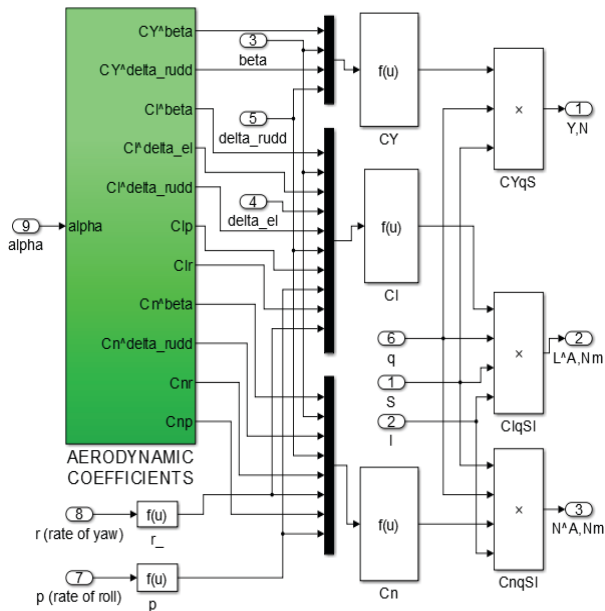 CY^beta
CY^delta_rudd
Cl^beta
Cl^delta_el
Cl^delta_rudd
Clp
Clr
Cn^beta
Cn^delta_rudd
Cnr
Cnp
alpha
9
alpha
AERODYNAMIC
COEFFICIENTS
8
r (rate of yaw)
f(u)
r_
7
p (rate of roll)
f(u)
p
3
beta
5
delta_rudd
4
delta_el
f(u)
CY
f(u)
Cl
6
q
1
S
2
l
f(u)
Cn
×
CYqS
1
Y,N
×
ClqSl
2
L^A,Nm
×
CnqSl
3
N^A,Nm